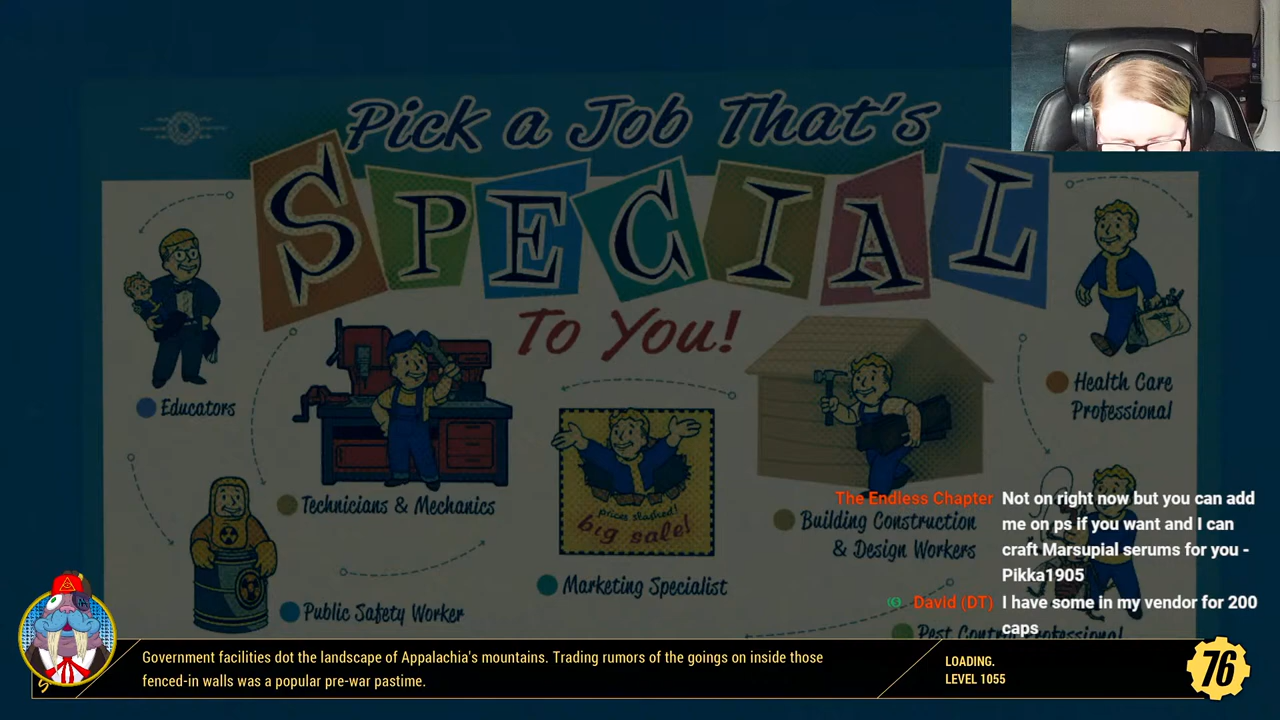 Pick a Job That's
SPECIAL
To You!
Educators
Health Care
Professional
Technicians & Mechanics
prices slashed!
big sale!
Building Construction
& Design Workers
Marketing Specialist
Public Safety Worker
Pest Control Professional
The Endless Chapter Not on right now but you can add
me on ps if you want and I can
craft Marsupial serums for you -
Pikka1905
David (DT) I have some in my vendor for 200
caps
Government facilities dot the landscape of Appalachia's mountains. Trading rumors of the goings on inside those
fenced-in walls was a popular pre-war pastime.
LOADING.
LEVEL 1055
76